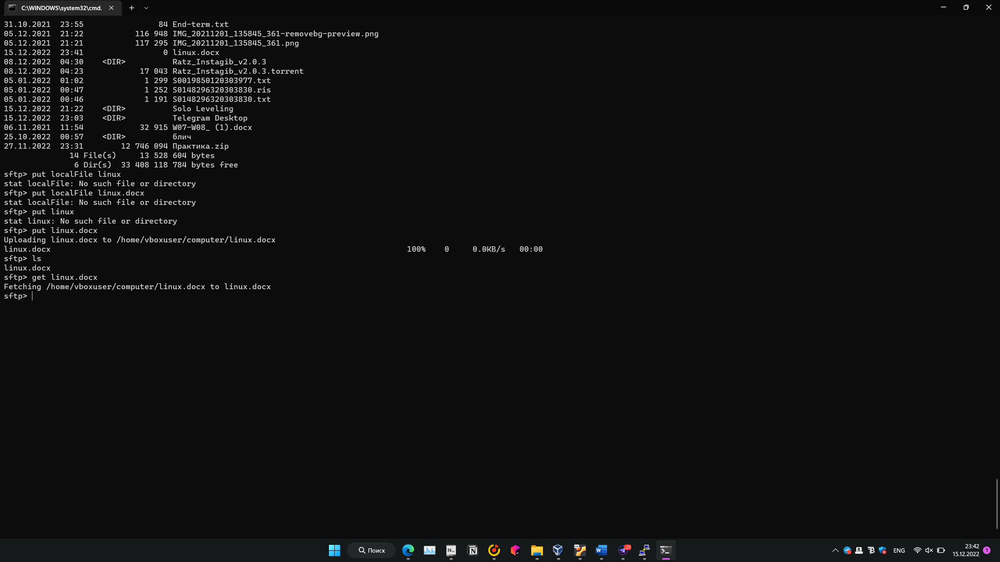 C:\WINDOWS\system32\cmd.
31.10.2021  23:55                84 End-term.txt
05.12.2021  21:22           116 948 IMG_20211201_135845_361-removebg-preview.png
05.12.2021  21:21           117 295 IMG_20211201_135845_361.png
15.12.2022  23:41                 0 linux.docx
08.12.2022  04:30    <DIR>          Ratz_Instagib_v2.0.3
08.12.2022  04:23            17 043 Ratz_Instagib_v2.0.3.torrent
05.01.2022  01:02             1 299 S0019850120303977.txt
05.01.2022  00:47             1 252 S0148296320303830.ris
05.01.2022  00:46             1 191 S0148296320303830.txt
15.12.2022  21:22    <DIR>          Solo Leveling
15.12.2022  23:03    <DIR>          Telegram Desktop
06.11.2021  11:54            32 915 W07-W08_ (1).docx
25.10.2022  00:57    <DIR>          блич
27.11.2022  23:31        12 746 094 Практика.zip
14 File(s)     13 528 604 bytes
6 Dir(s)  33 408 118 784 bytes free
sftp> put localFile linux
stat localFile: No such file or directory
sftp> put localFile linux.docx
stat localFile: No such file or directory
sftp> put linux
stat linux: No such file or directory
sftp> put linux.docx
Uploading linux.docx to /home/vboxuser/computer/linux.docx
linux.docx 100% 0 0.0KB/s 00:00
sftp> ls
linux.docx
sftp> get linux.docx
Fetching /home/vboxuser/computer/linux.docx to linux.docx
sftp>
Поиск
ENG
23:42
15.12.2022
1